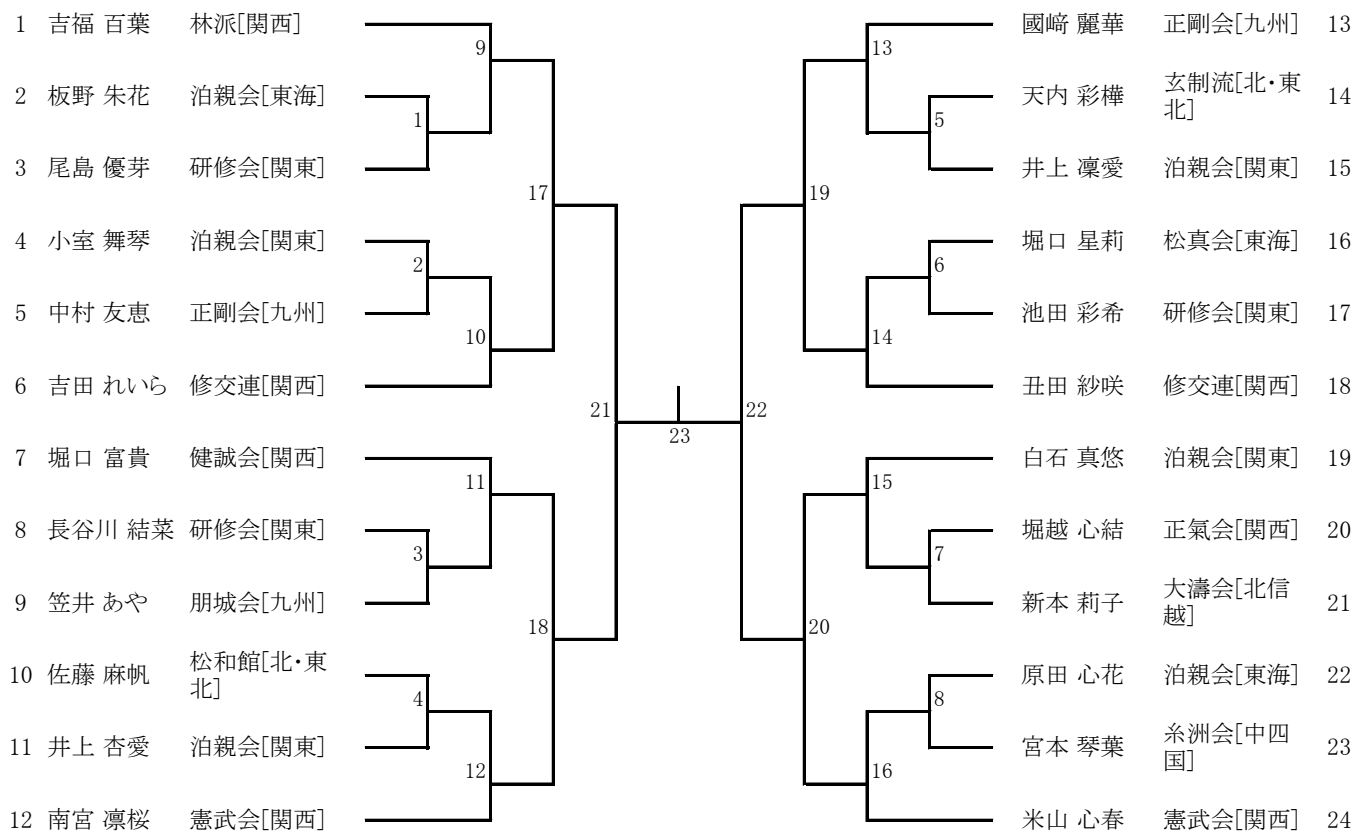 1 吉福 百葉 林派[関西]
2 板野 朱花 泊親会[東海]
3 尾島 優芽 研修会[関東]
4 小室 舞琴 泊親会[関東]
5 中村 友恵 正剛会[九州]
6 吉田 れいら 修交連[関西]
7 堀口 富貴 健誠会[関西]
8 長谷川 結菜 研修会[関東]
9 笠井 あや 朋城会[九州]
10 佐藤 麻帆 松和館[北・東
北]
11 井上 杏愛 泊親会[関東]
12 南宮 凛桜 憲武会[関西]
9
1
17
2
10
21
11
3
18
4
12
23
13
5
19
6
14
22
15
7
20
8
16
國﨑 麗華 正剛会[九州] 13
天内 彩樺 玄制流[北・東
北] 14
井上 凜愛 泊親会[関東] 15
堀口 星莉 松真会[東海] 16
池田 彩希 研修会[関東] 17
丑田 紗咲 修交連[関西] 18
白石 真悠 泊親会[関東] 19
堀越 心結 正氣会[関西] 20
新本 莉子 大濤会[北信
越] 21
原田 心花 泊親会[東海] 22
宮本 琴葉 糸洲会[中四
国] 23
米山 心春 憲武会[関西] 24